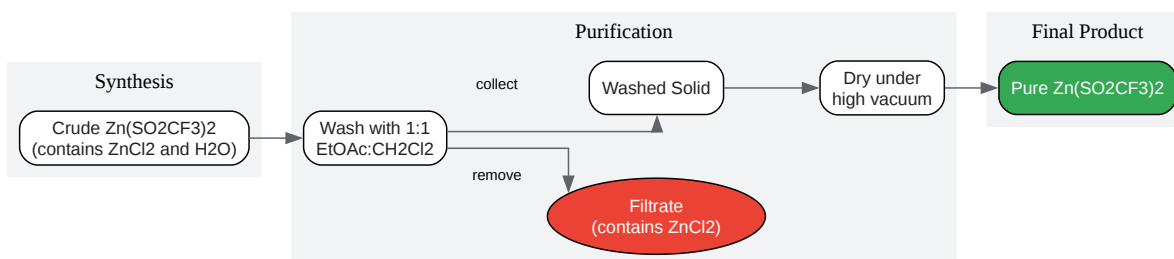 Synthesis
Crude Zn(SO2CF3)2
(contains ZnCl2 and H2O)
Purification
Wash with 1:1
EtOAc:CH2Cl2
collect
remove
Washed Solid
Filtrate
(contains ZnCl2)
Dry under
high vacuum
Final Product
Pure Zn(SO2CF3)2